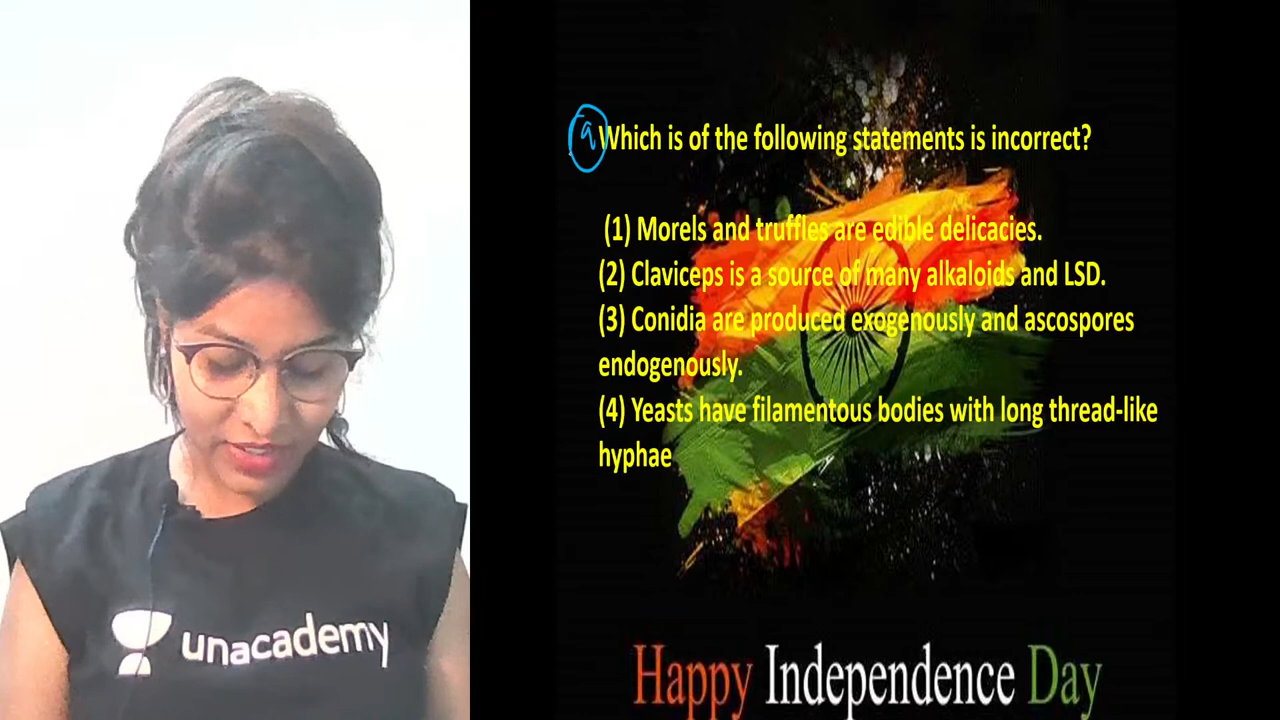 9
Which is of the following statements is incorrect?
(1) Morels and truffles are edible delicacies.
(2) Claviceps is a source of many alkaloids and LSD.
(3) Conidia are produced exogenously and ascospores
endogenously.
(4) Yeasts have filamentous bodies with long thread-like
hyphae
unacademy
Happy Independence Day